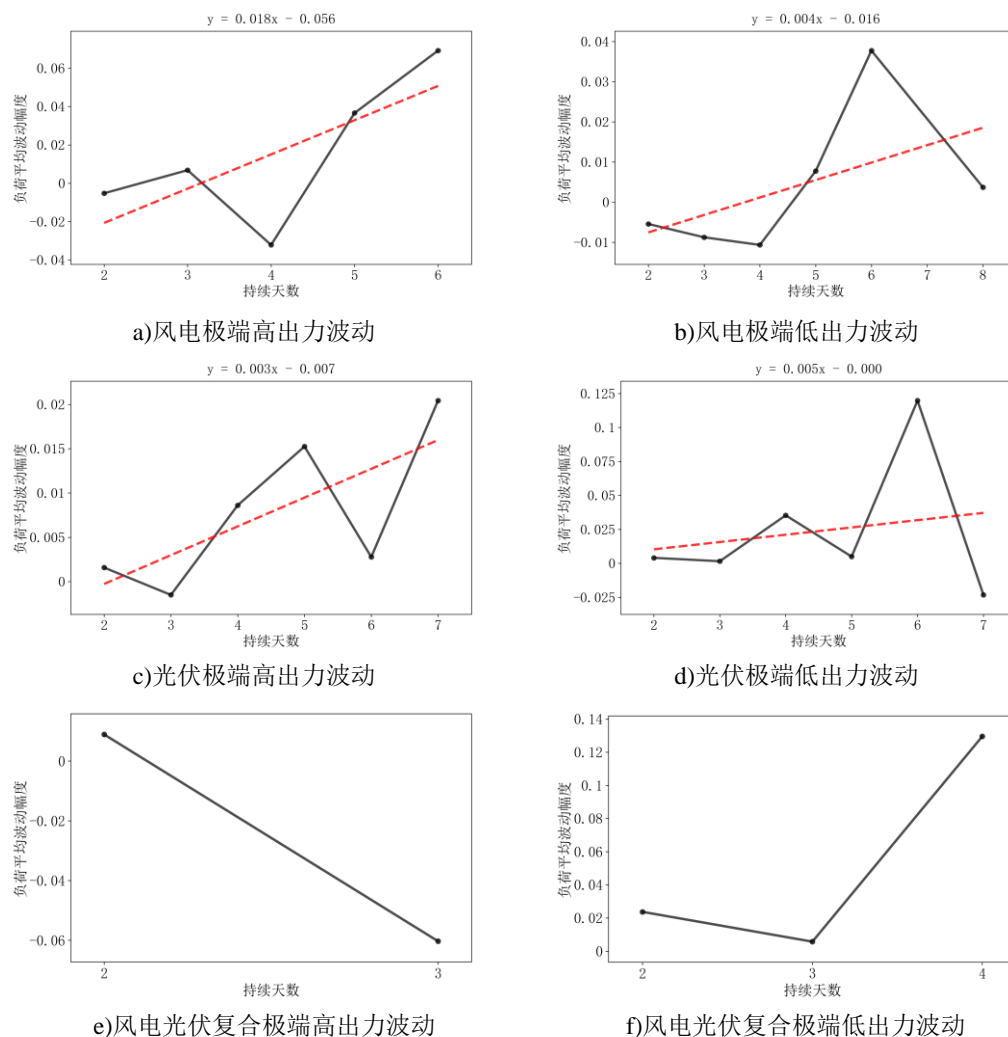 y = 0.018x - 0.056
负荷平均波动幅度
0.06
0.04
0.02
0
-0.02
-0.04
2 3 4 5 6
持续天数
a)风电极端高出力波动
y = 0.004x - 0.016
负荷平均波动幅度
0.04
0.03
0.02
0.01
0
-0.01
2 3 4 5 6 7 8
持续天数
b)风电极端低出力波动
y = 0.003x - 0.007
负荷平均波动幅度
0.02
0.015
0.01
0.005
0
2 3 4 5 6 7
持续天数
c)光伏极端高出力波动
y = 0.005x - 0.000
负荷平均波动幅度
0.125
0.1
0.075
0.05
0.025
0
-0.025
2 3 4 5 6 7
持续天数
d)光伏极端低出力波动
负荷平均波动幅度
0
-0.02
-0.04
-0.06
2 3
持续天数
e)风电光伏复合极端高出力波动
负荷平均波动幅度
0.14
0.12
0.1
0.08
0.06
0.04
0.02
0
2 3 4
持续天数
f)风电光伏复合极端低出力波动